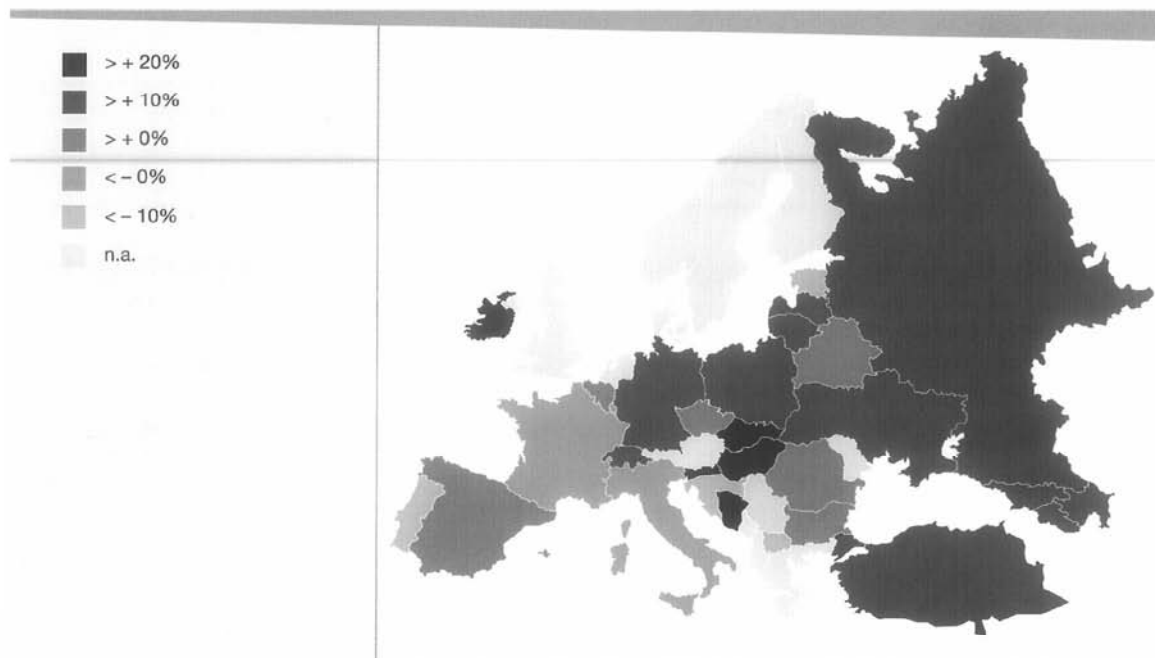 > + 20%
> + 10%
> + 0%
< – 0%
< – 10%
n.a.